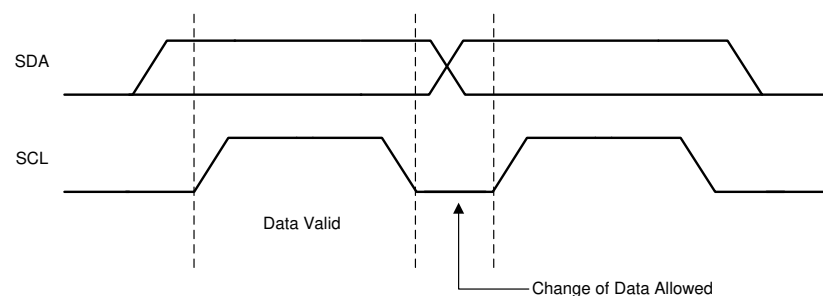 SDA
SCL
Data Valid
Change of Data Allowed